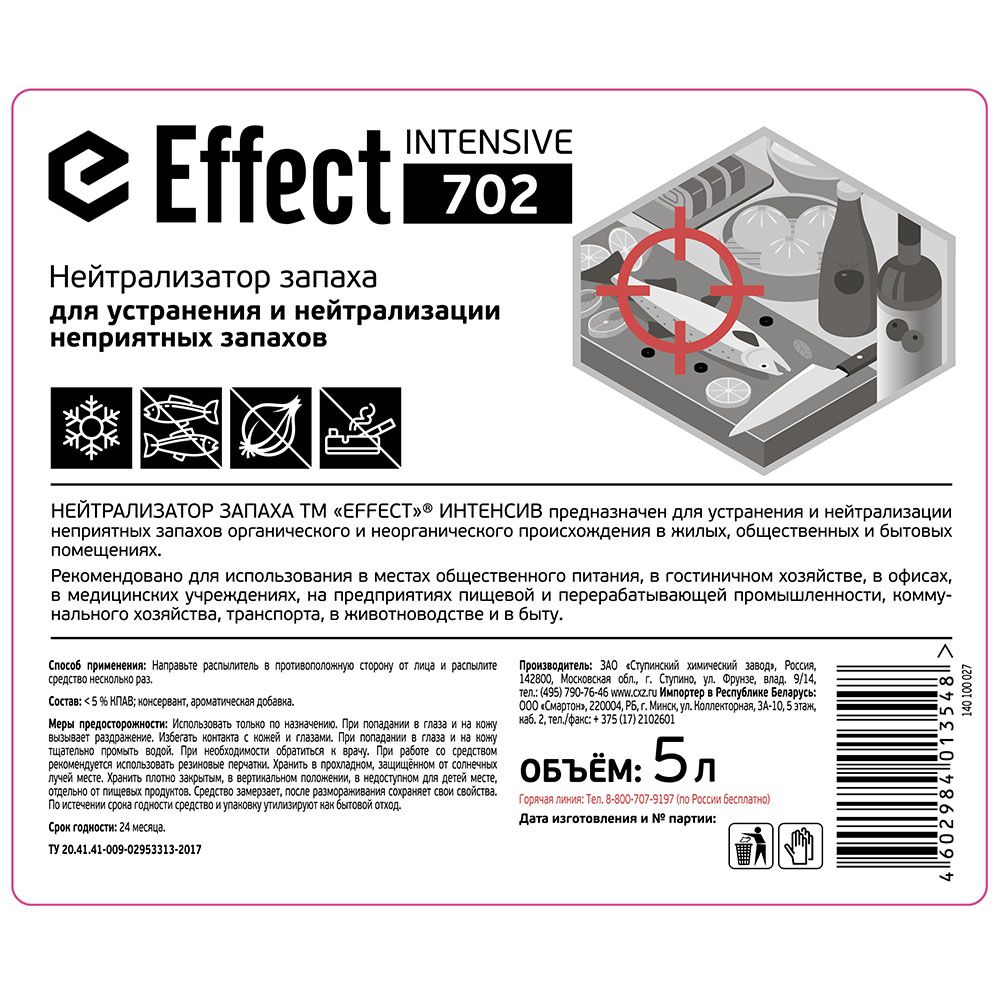 Effect
INTENSIVE
702
Нейтрализатор запаха
для устранения и нейтрализации
неприятных запахов
НЕЙТРАЛИЗАТОР ЗАПАХА ТМ «EFFECT»® ИНТЕНСИВ предназначен для устранения и нейтрализации
неприятных запахов органического и неорганического происхождения в жилых, общественных и бытовых
помещениях.
Рекомендовано для использования в местах общественного питания, в гостиничном хозяйстве, в офисах,
в медицинских учреждениях, на предприятиях пищевой и перерабатывающей промышленности, комму-
нального хозяйства, транспорта, в животноводстве и в быту.
Способ применения: Направьте распылитель в противоположную сторону от лица и распылите
средство несколько раз.
Состав: < 5 % КПАВ; консервант, ароматическая добавка.
Меры предосторожности: Использовать только по назначению. При попадании в глаза и на кожу
вызывает раздражение. Избегать контакта с кожей и глазами. При попадании в глаза и на кожу
тщательно промыть водой. При необходимости обратиться к врачу. При работе со средством
рекомендуется использовать резиновые перчатки. Хранить в прохладном, защищённом от солнечных
лучей месте. Хранить плотно закрытым, в вертикальном положении, в недоступном для детей месте,
отдельно от пищевых продуктов. Средство замерзает, после размораживания сохраняет свои свойства.
По истечении срока годности средство и упаковку утилизируют как бытовой отход.
Срок годности: 24 месяца.
ТУ 20.41.41-009-02953313-2017
Производитель: ЗАО «Ступинский химический завод», Россия,
142800, Московская обл., г. Ступино, ул. Фрунзе, влад. 9/14,
тел.: (495) 790-76-46 www.cxz.ru Импортер в Республике Беларусь:
ООО «Смартон», 220004, РБ, г. Минск, ул. Коллекторная, 3А-10, 5 этаж,
каб. 2, тел./факс: + 375 (17) 2102601
ОБЪЁМ: 5 л
Горячая линия: Тел. 8-800-707-9197 (по России бесплатно)
Дата изготовления и № партии:
4 602984 013548 >
140 100 027